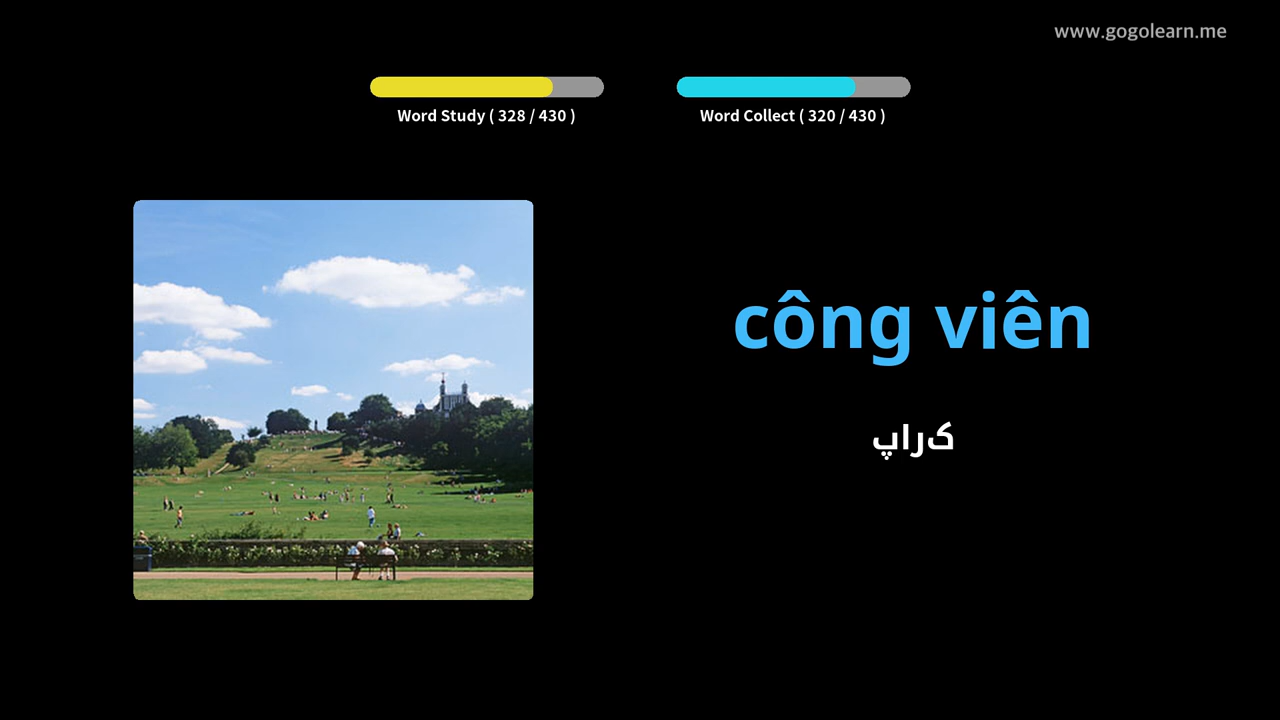 www.gogolearn.me
Word Study ( 328 / 430 )
Word Collect ( 320 / 430 )
công viên
کراپ